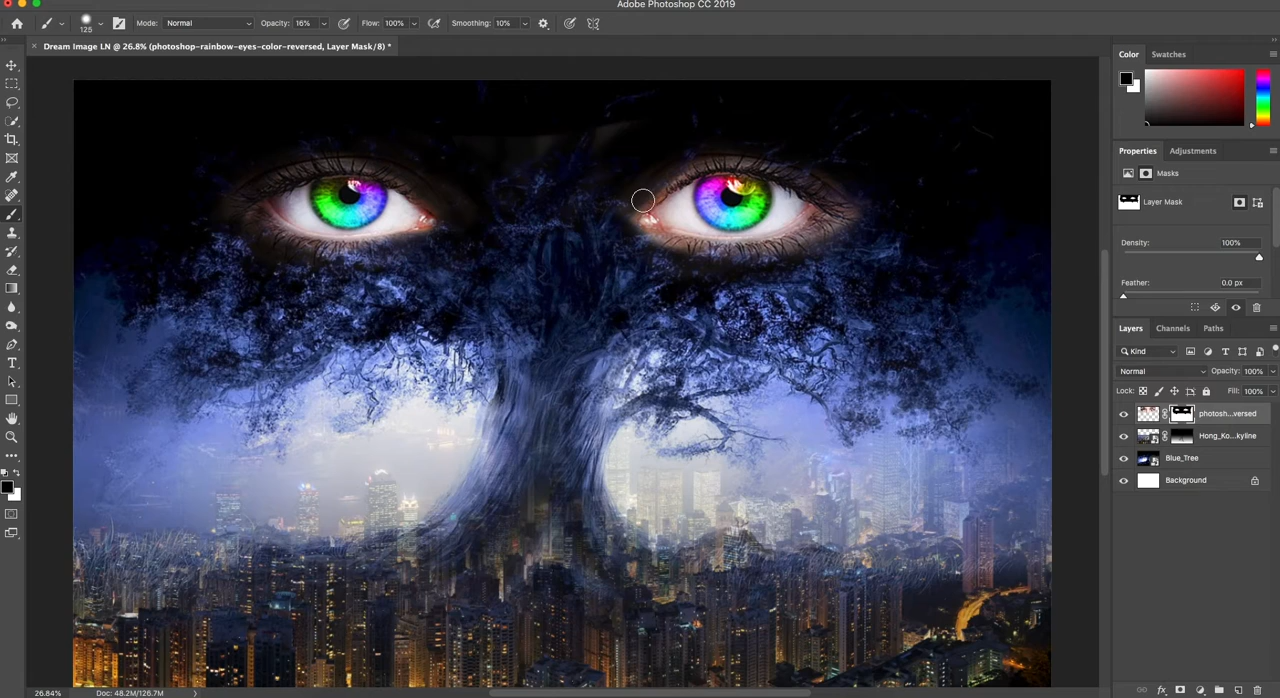 Adobe Photoshop CC 2019
125
Mode: Normal
Opacity: 16%
Flow: 100%
Smoothing: 10%
× Dream Image LN @ 26.8% (photoshop-rainbow-eyes-color-reversed, Layer Mask/8) *
Color Swatches
Properties Adjustments
Masks
Layer Mask
Density: 100%
Feather: 0.0 px
Layers Channels Paths
Kind
Normal Opacity: 100%
Lock: Fill: 100%
photosh...versed
Hong_Ko...kyline
Blue_Tree
Background
26.84% Doc: 48.2M/126.7M